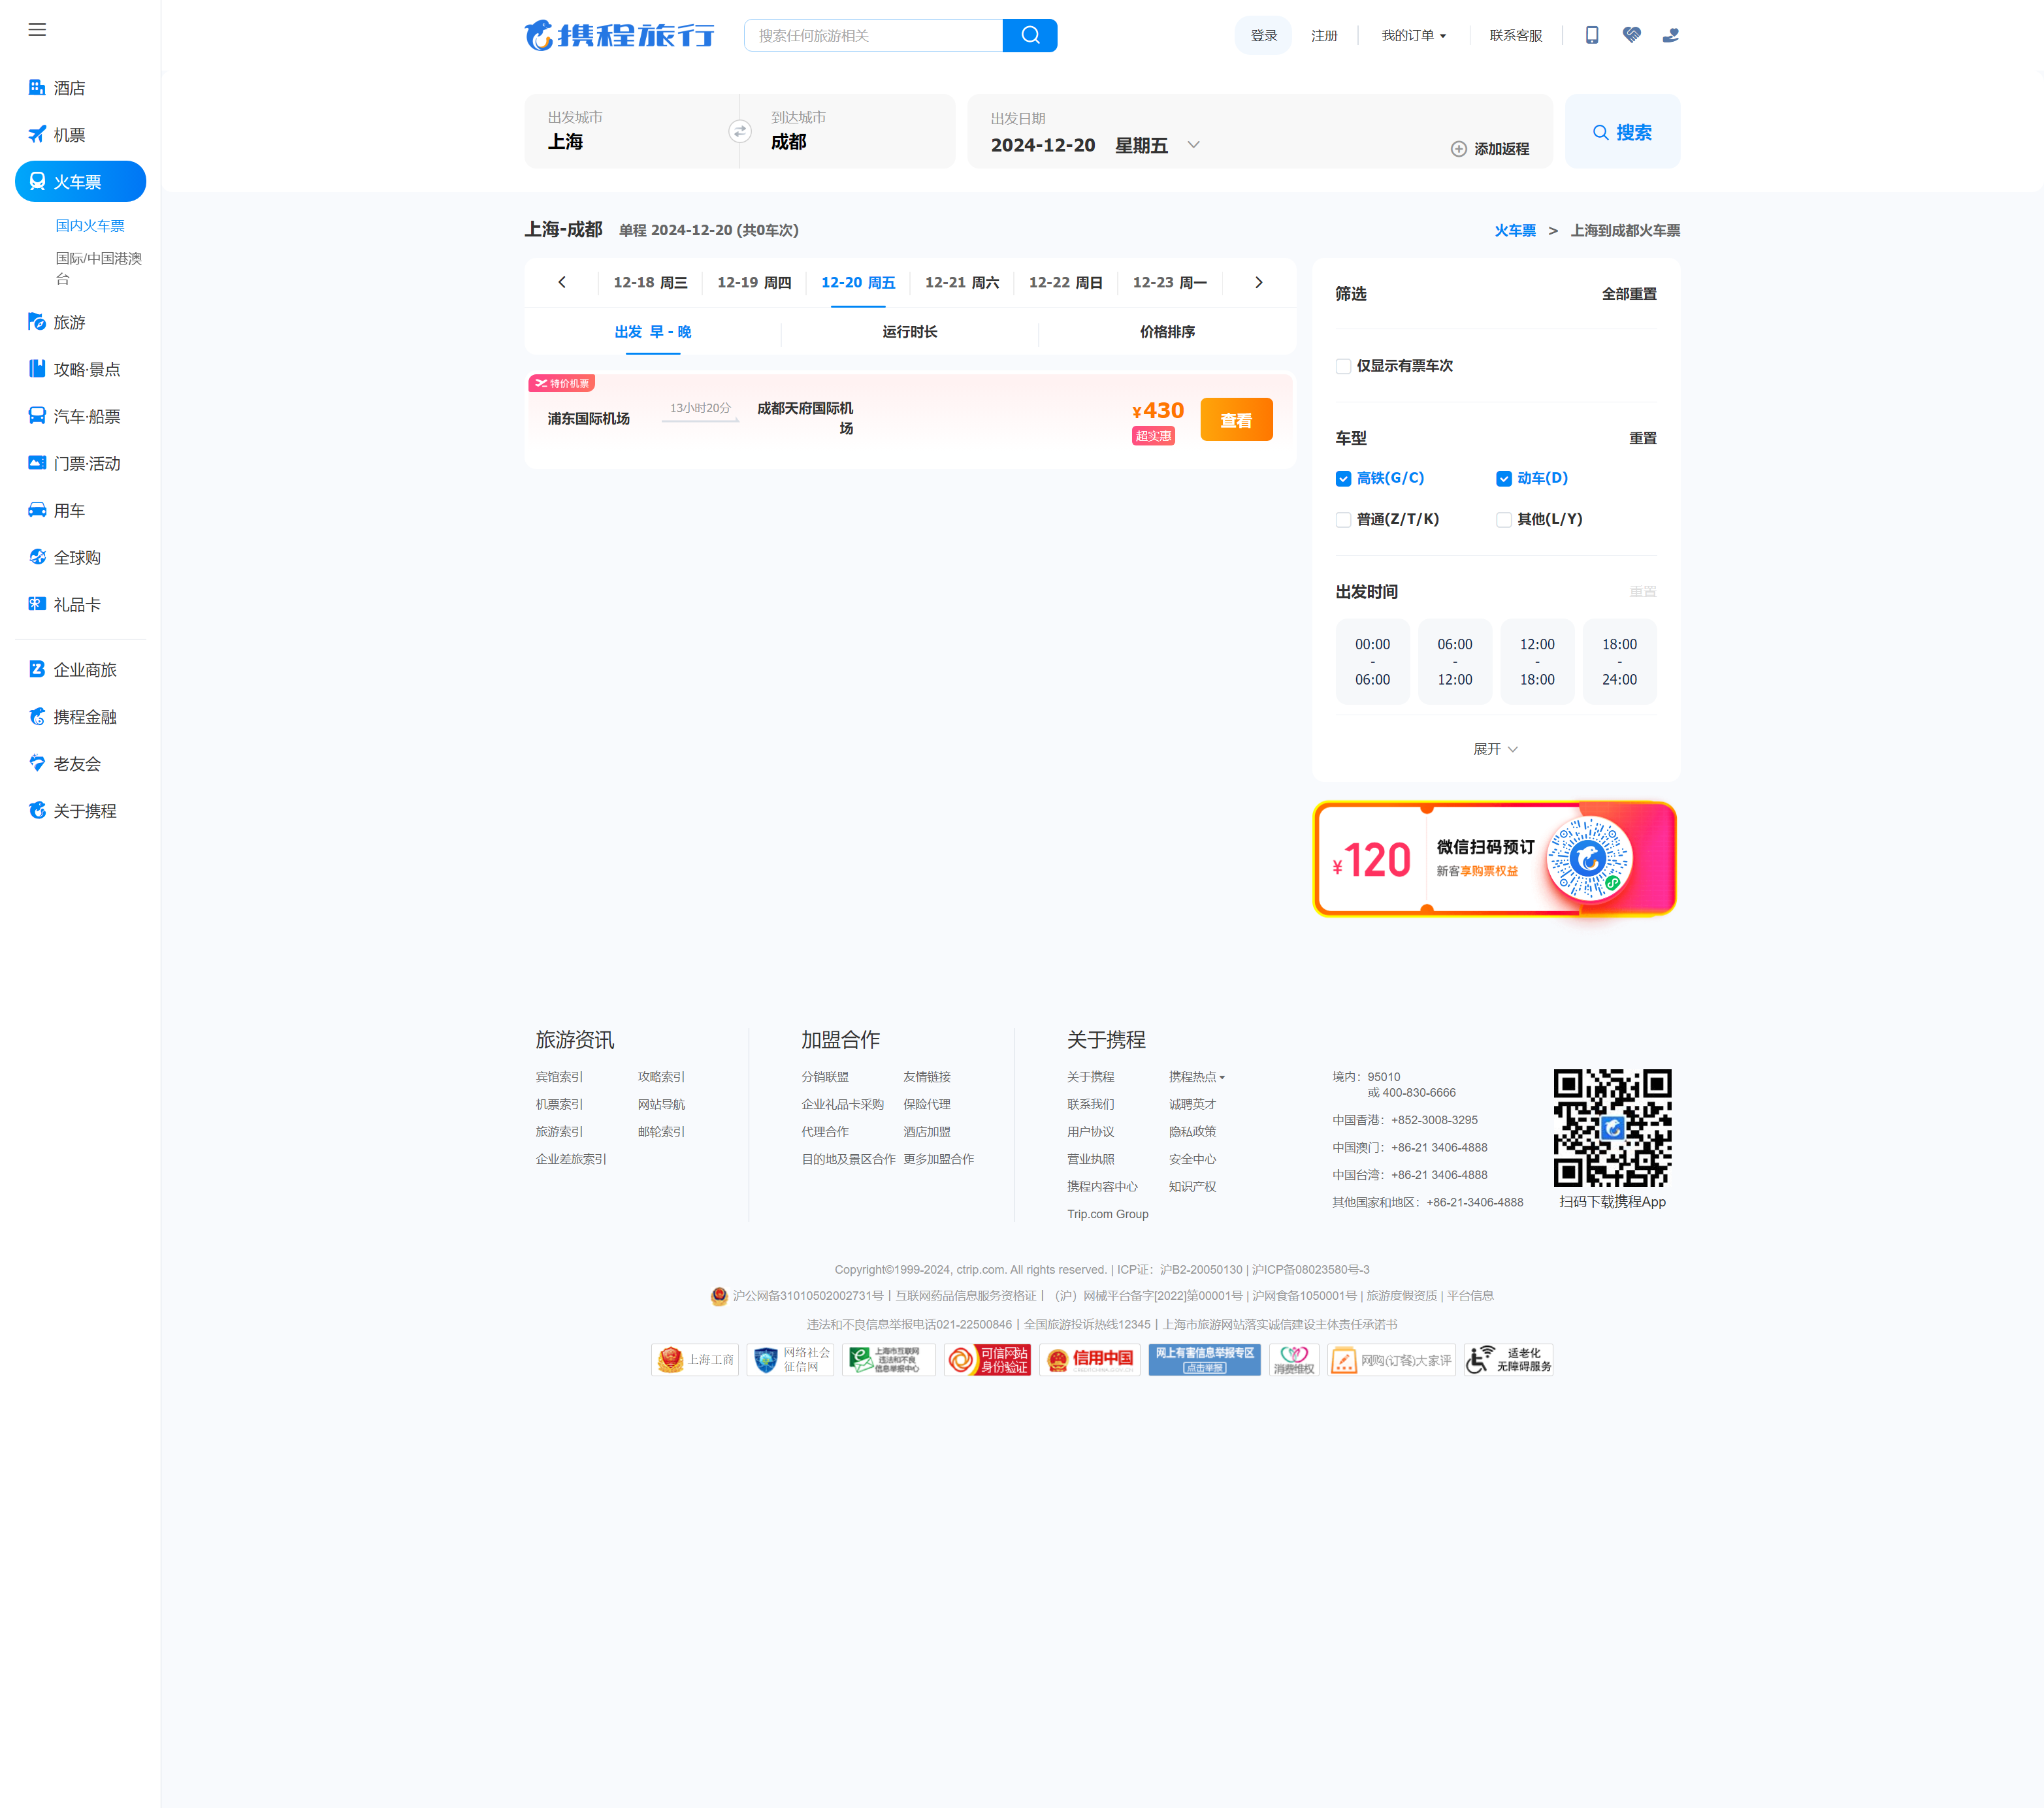 携程旅行
搜索任何旅游相关
登录
注册
我的订单
联系客服
酒店
机票
火车票
国内火车票
国际/中国港澳
台
旅游
攻略·景点
汽车·船票
门票·活动
用车
全球购
礼品卡
企业商旅
携程金融
老友会
关于携程
出发城市
上海
到达城市
成都
出发日期
2024-12-20 星期五
添加返程
搜索
上海-成都 单程 2024-12-20 (共0车次)
火车票 > 上海到成都火车票
12-18 周三
12-19 周四
12-20 周五
12-21 周六
12-22 周日
12-23 周一
出发 早 - 晚
运行时长
价格排序
特价机票
浦东国际机场
13小时20分
成都天府国际机
场
¥430
超实惠
查看
筛选
全部重置
仅显示有票车次
车型
重置
高铁(G/C)
动车(D)
普通(Z/T/K)
其他(L/Y)
出发时间
重置
00:00
-
06:00
06:00
-
12:00
12:00
-
18:00
18:00
-
24:00
展开
¥120
微信扫码预订
新客享购票权益
旅游资讯
宾馆索引 攻略索引
机票索引 网站导航
旅游索引 邮轮索引
企业差旅索引
加盟合作
分销联盟 友情链接
企业礼品卡采购 保险代理
代理合作 酒店加盟
目的地及景区合作 更多加盟合作
关于携程
关于携程 携程热点
联系我们 诚聘英才
用户协议 隐私政策
营业执照 安全中心
携程内容中心 知识产权
Trip.com Group
境内：95010
或 400-830-6666
中国香港：+852-3008-3295
中国澳门：+86-21 3406-4888
中国台湾：+86-21 3406-4888
其他国家和地区：+86-21-3406-4888
扫码下载携程App
Copyright©1999-2024, ctrip.com. All rights reserved. | ICP证：沪B2-20050130 | 沪ICP备08023580号-3
沪公网备31010502002731号丨互联网药品信息服务资格证丨（沪）网械平台备字[2022]第00001号 | 沪网食备1050001号 | 旅游度假资质 | 平台信息
违法和不良信息举报电话021-22500846丨全国旅游投诉热线12345丨上海市旅游网站落实诚信建设主体责任承诺书
上海工商
网络社会
征信网
上海市互联网
违法和不良
信息举报中心
可信网站
身份验证
信用中国
网上有害信息举报专区
点击举报
消费维权
网购(订餐)大家评
适老化
无障碍服务